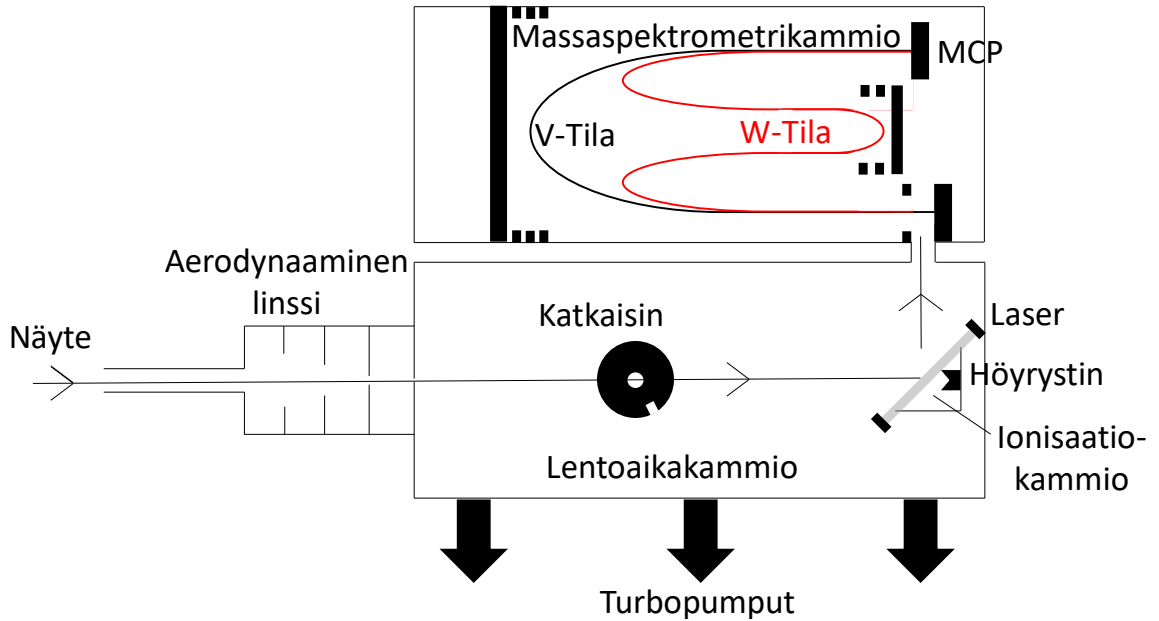 Massaspektrometrikammio
MCP
V-Tila
W-Tila
Aerodynaaminen
linssi
Näyte
Katkaisin
Laser
Höyrystin
Ionisaatio-
kammio
Lentoaikakammio
Turbopumput